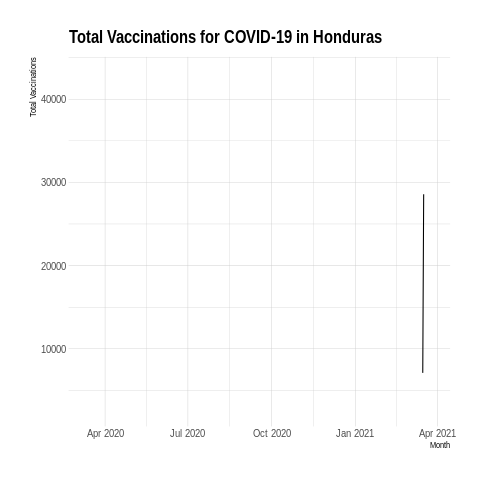 Total Vaccinations for COVID-19 in Honduras
Total Vaccinations
40000
30000
20000
10000
Apr 2020 Jul 2020 Oct 2020 Jan 2021 Apr 2021
Month